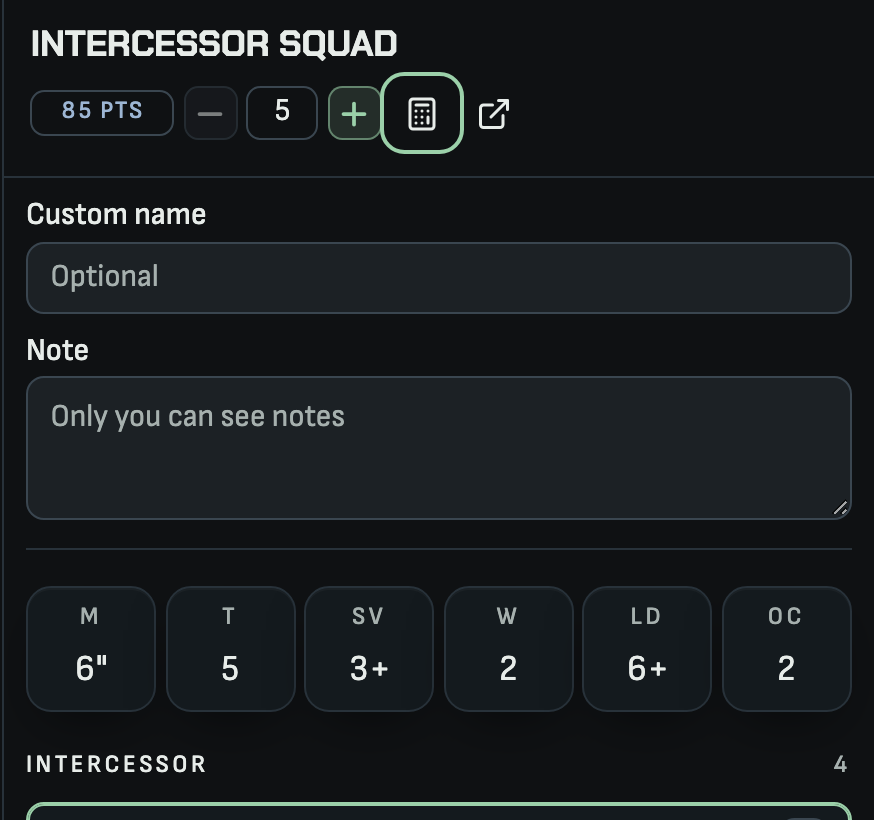 INTERCESSOR SQUAD
85 PTS 5
Custom name
Optional
Note
Only you can see notes
M T SV W LD OC
6" 5 3+ 2 6+ 2
INTERCESSOR 4